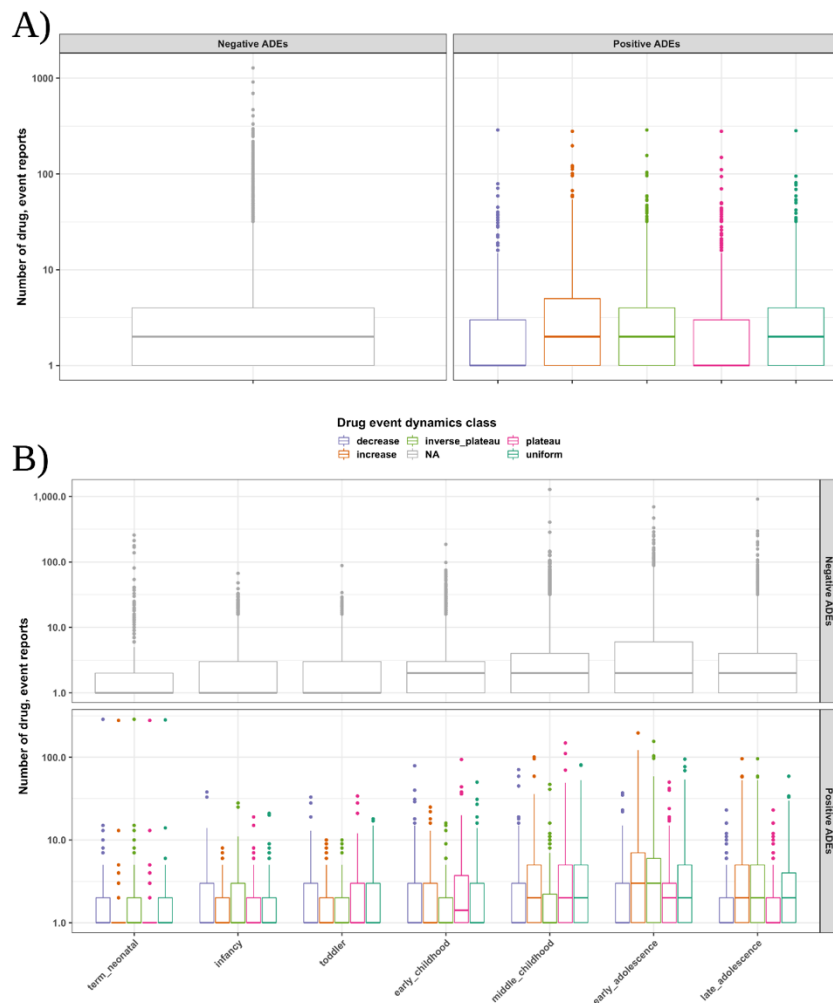 A)
Negative ADEs
Positive ADEs
Number of drug, event reports
1000
100
10
1
Drug event dynamics class
decrease inverse_plateau plateau
increase NA uniform
B)
Number of drug, event reports
1,000.0
100.0
10.0
1.0
Negative ADEs
100.0
10.0
1.0
Positive ADEs
term_neonatal
infancy
toddler
early_childhood
middle_childhood
early_adolescence
late_adolescence